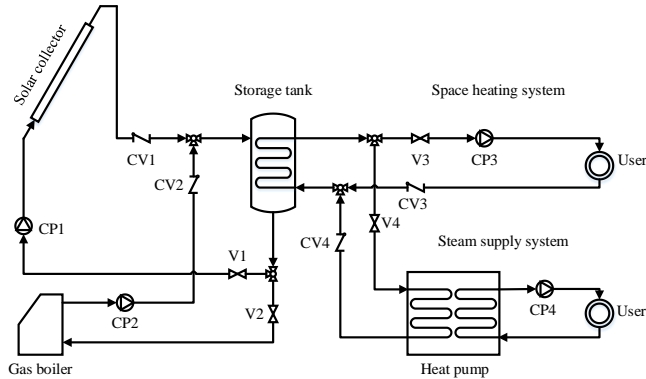 Solar collector
Storage tank
Space heating system
CV1
V3
CP3
User
CV2
CV3
CP1
V4
CV4
Steam supply system
V1
CP2
V2
CP4
User
Gas boiler
Heat pump